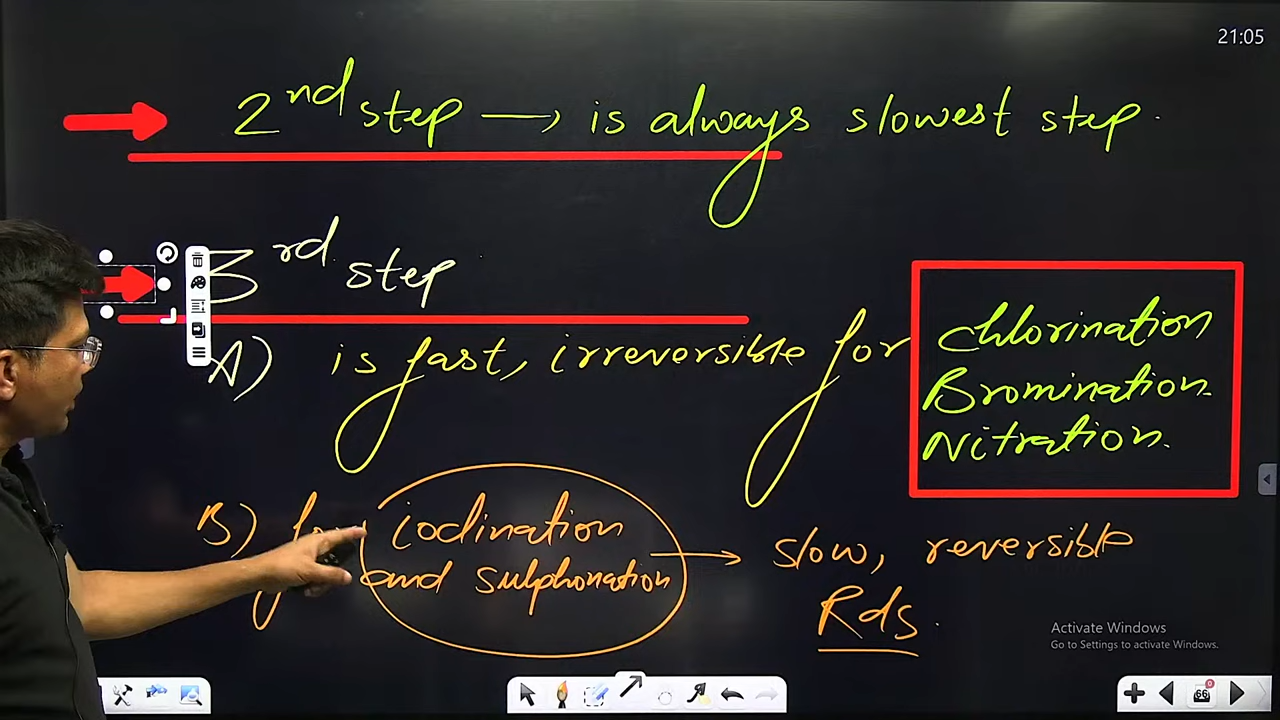 21:05
2nd step → is always slowest step.
3rd step
A) is fast, irreversible for
Chlorination
Bromination.
Nitration.
B) for iodination
and sulphonation → slow, reversible
Rds.
Activate Windows
Go to Settings to activate Windows.
66